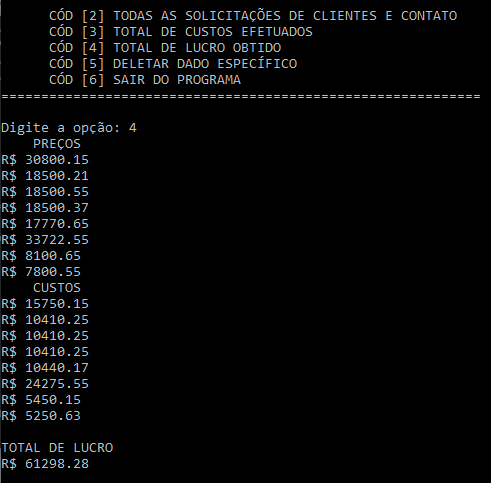 CÓD [2] TODAS AS SOLICITAÇÕES DE CLIENTES E CONTATO
CÓD [3] TOTAL DE CUSTOS EFETUADOS
CÓD [4] TOTAL DE LUCRO OBTIDO
CÓD [5] DELETAR DADO ESPECÍFICO
CÓD [6] SAIR DO PROGRAMA
============================================================
Digite a opção: 4
PREÇOS
R$ 30800.15
R$ 18500.21
R$ 18500.55
R$ 18500.37
R$ 17770.65
R$ 33722.55
R$ 8100.65
R$ 7800.55
CUSTOS
R$ 15750.15
R$ 10410.25
R$ 10410.25
R$ 10410.25
R$ 10440.17
R$ 24275.55
R$ 5450.15
R$ 5250.63
TOTAL DE LUCRO
R$ 61298.28